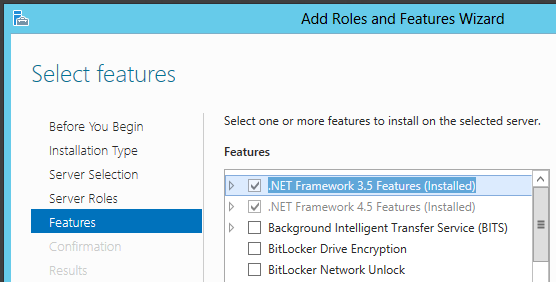 Add Roles and Features Wizard
Select features
Before You Begin
Installation Type
Server Selection
Server Roles
Features
Confirmation
Results
Select one or more features to install on the selected server.
Features
.NET Framework 3.5 Features (Installed)
.NET Framework 4.5 Features (Installed)
Background Intelligent Transfer Service (BITS)
BitLocker Drive Encryption
BitLocker Network Unlock